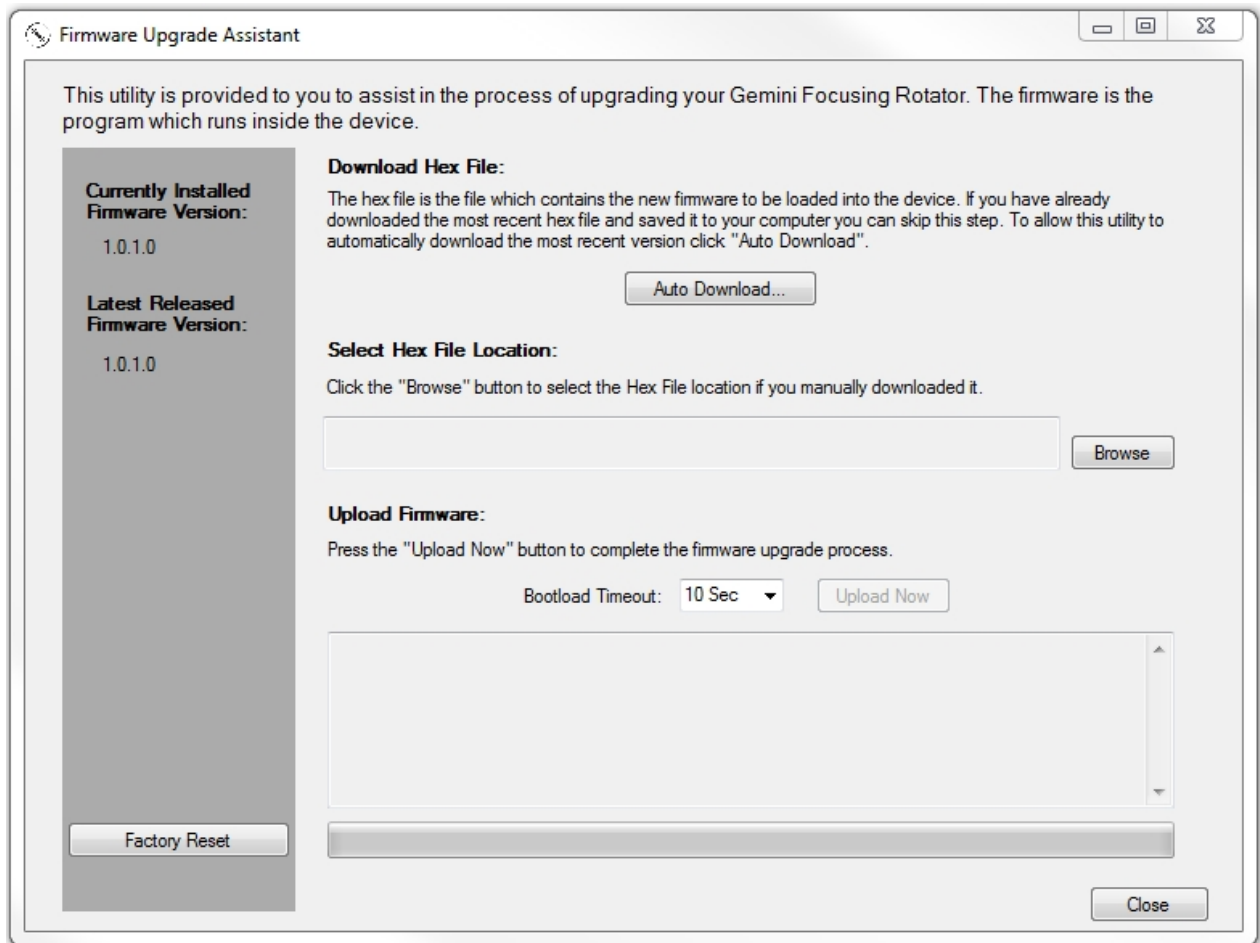 Firmware Upgrade Assistant
This utility is provided to you to assist in the process of upgrading your Gemini Focusing Rotator. The firmware is the
program which runs inside the device.
Currently Installed
Firmware Version:
1.0.1.0
Latest Released
Firmware Version:
1.0.1.0
Factory Reset
Download Hex File:
The hex file is the file which contains the new firmware to be loaded into the device. If you have already
downloaded the most recent hex file and saved it to your computer you can skip this step. To allow this utility to
automatically download the most recent version click "Auto Download".
Auto Download...
Select Hex File Location:
Click the "Browse" button to select the Hex File location if you manually downloaded it.
Browse
Upload Firmware:
Press the "Upload Now" button to complete the firmware upgrade process.
Bootload Timeout: 10 Sec Upload Now
Close